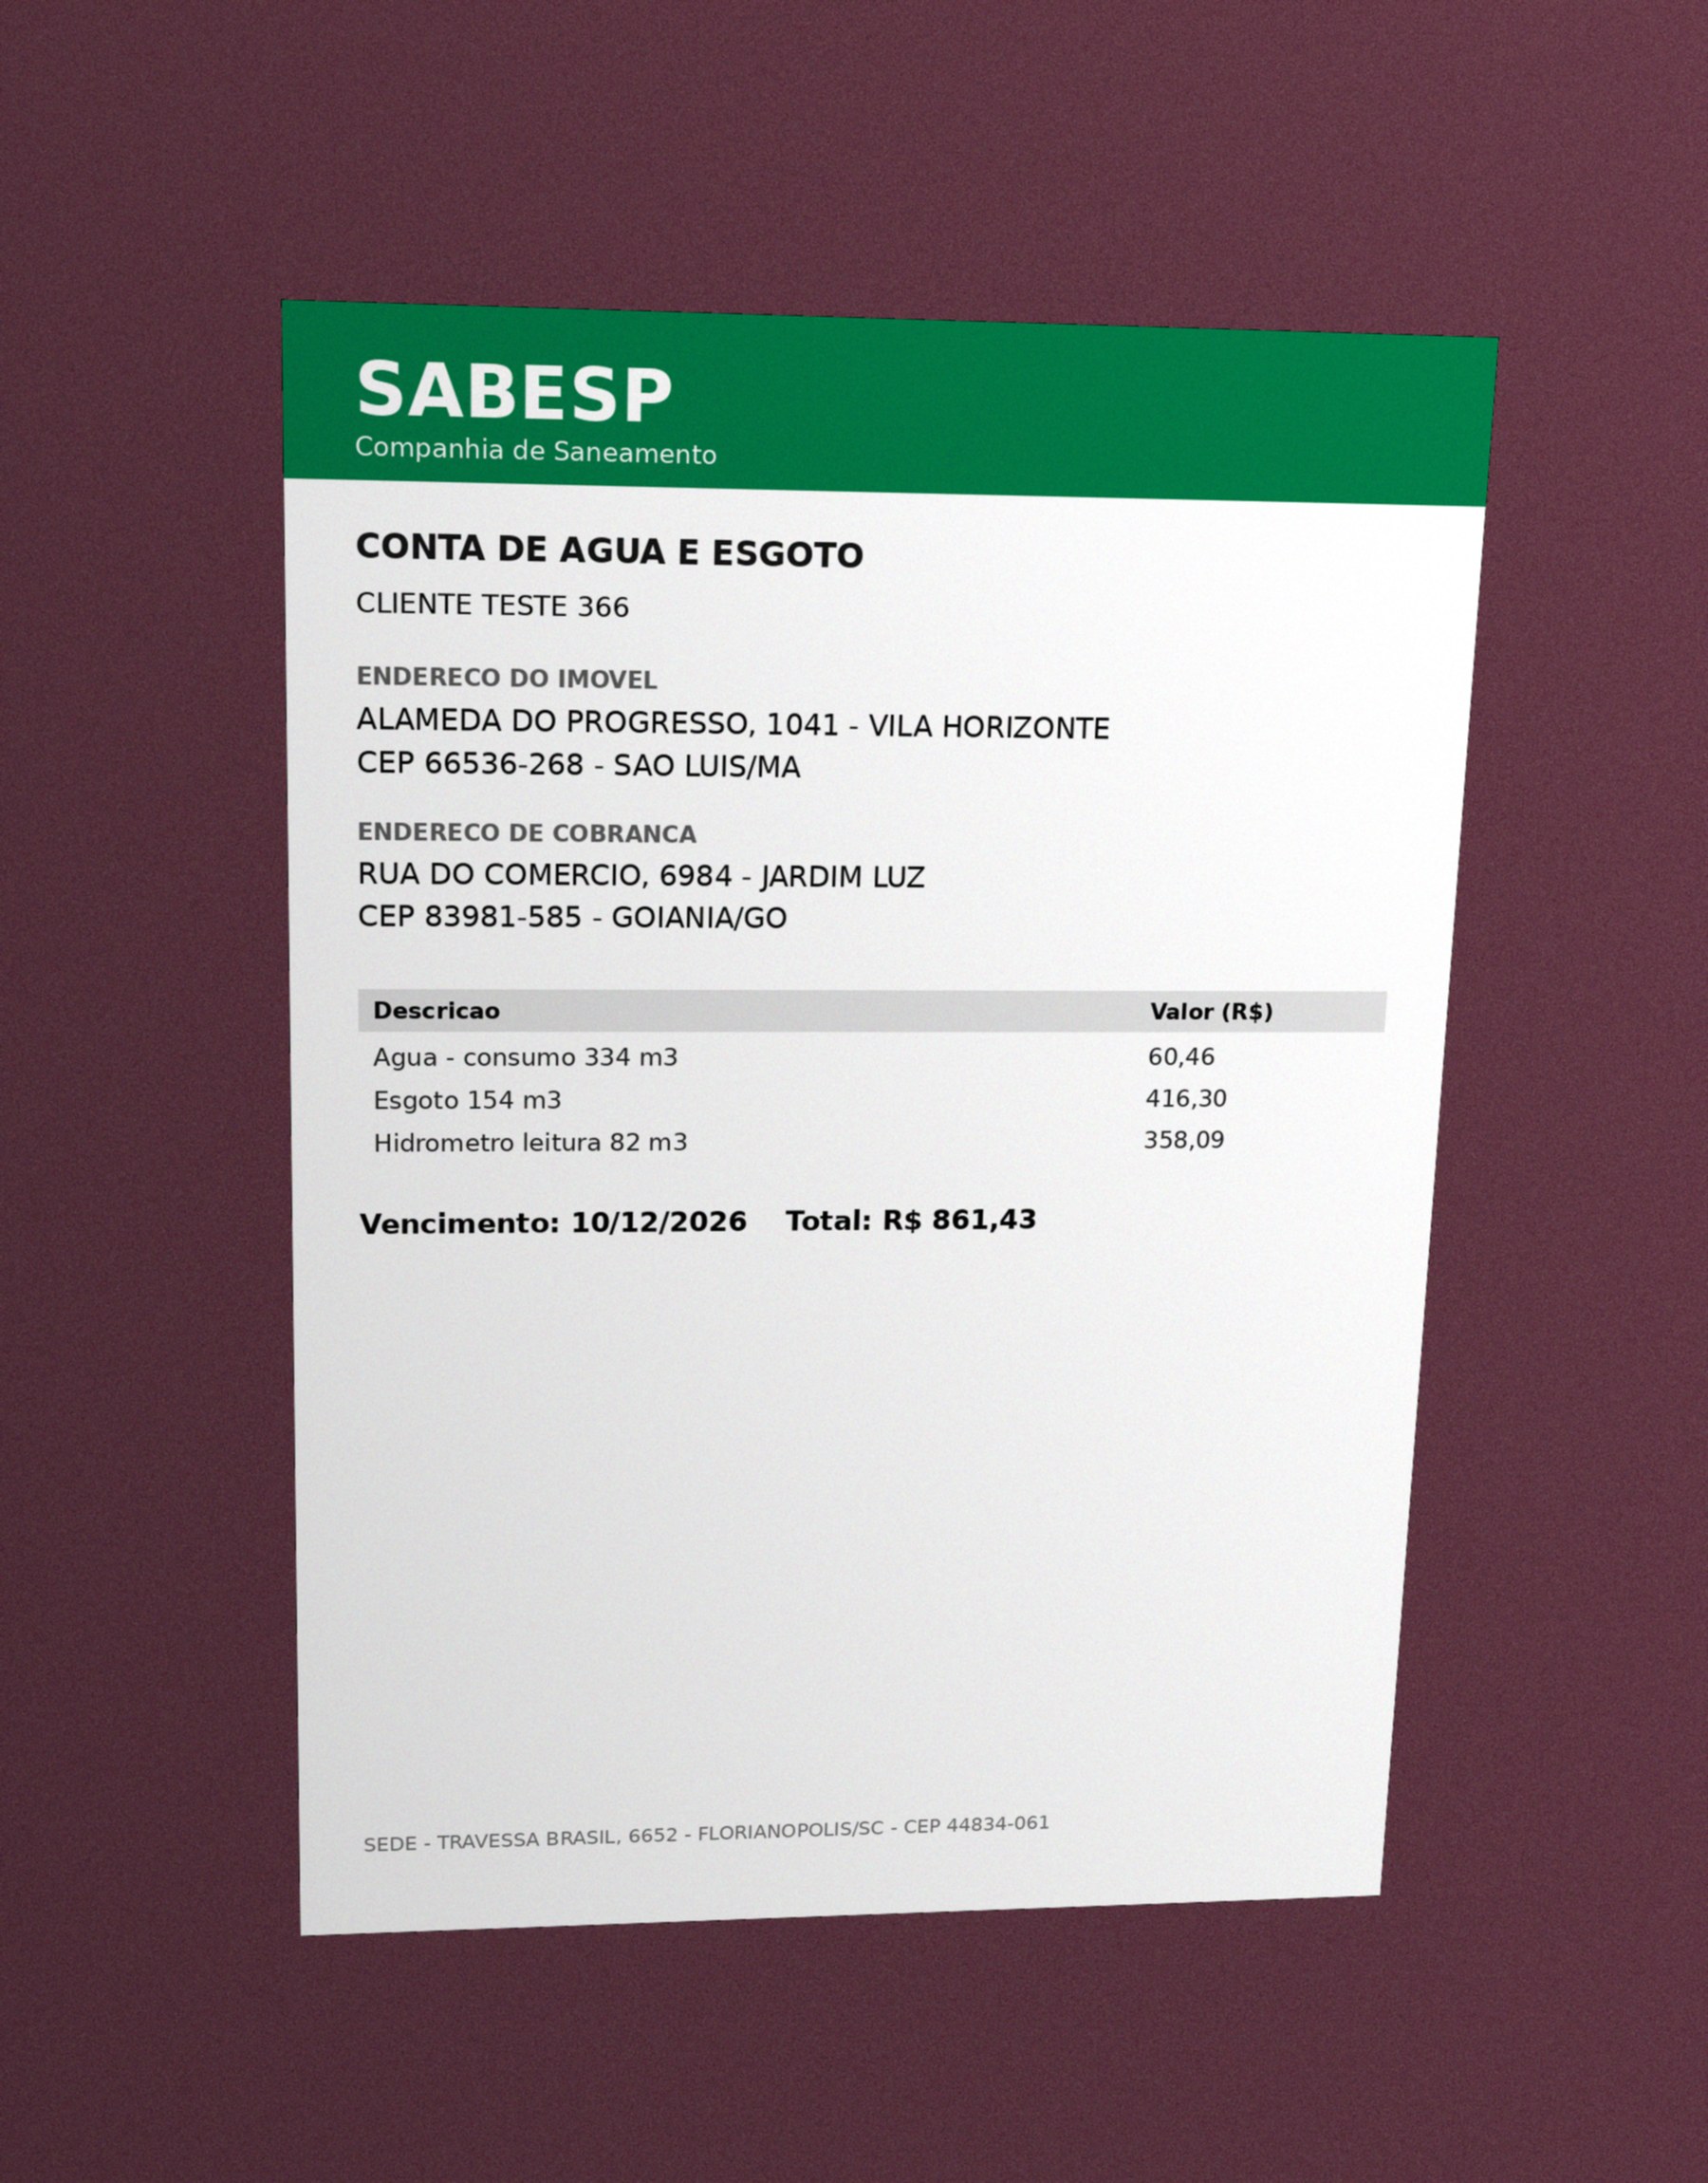 SABESP
Companhia de Saneamento
CONTA DE AGUA E ESGOTO
CLIENTE TESTE 366
ENDERECO DO IMOVEL
ALAMEDA DO PROGRESSO, 1041 - VILA HORIZONTE
CEP 66536-268 - SAO LUIS/MA
ENDERECO DE COBRANCA
RUA DO COMERCIO, 6984 - JARDIM LUZ
CEP 83981-585 - GOIANIA/GO
Descricao Valor (R$)
Agua - consumo 334 m3 60,46
Esgoto 154 m3 416,30
Hidrometro leitura 82 m3 358,09
Vencimento: 10/12/2026 Total: R$ 861,43
SEDE - TRAVESSA BRASIL, 6652 - FLORIANOPOLIS/SC - CEP 44834-061